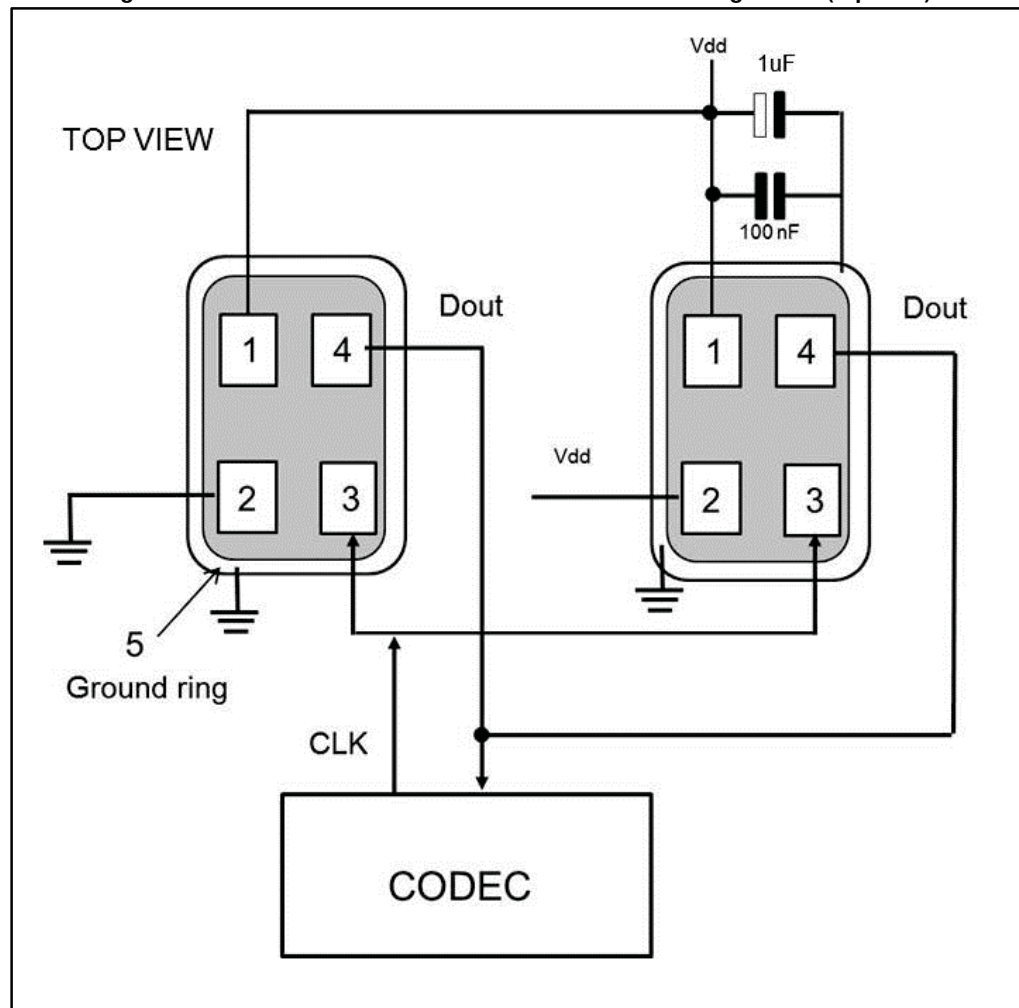 Vdd
1uF
TOP VIEW
100 nF
Dout
Dout
1
4
1
4
Vdd
2
3
2
3
5
Ground ring
CLK
CODEC